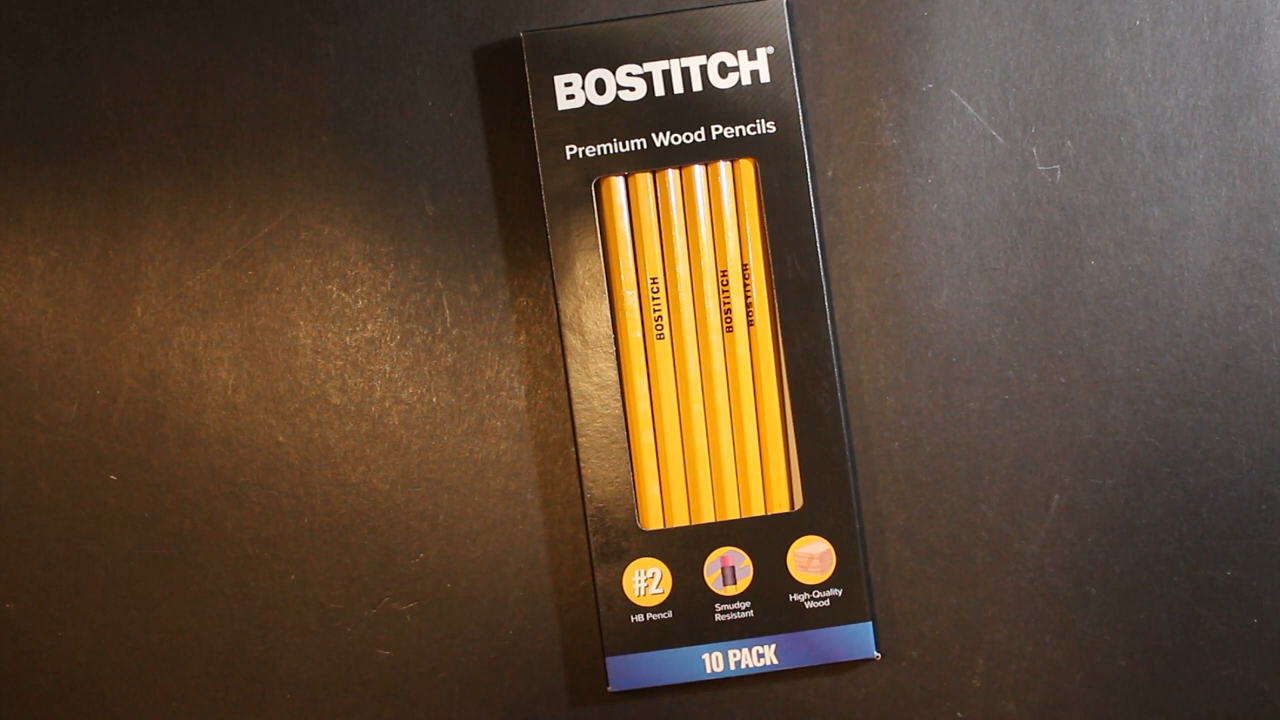 BOSTITCH®
Premium Wood Pencils
BOSTITCH
BOSTITCH
BOSTITCH
#2
HB Pencil
Smudge
Resistant
High-Quality
Wood
10 PACK